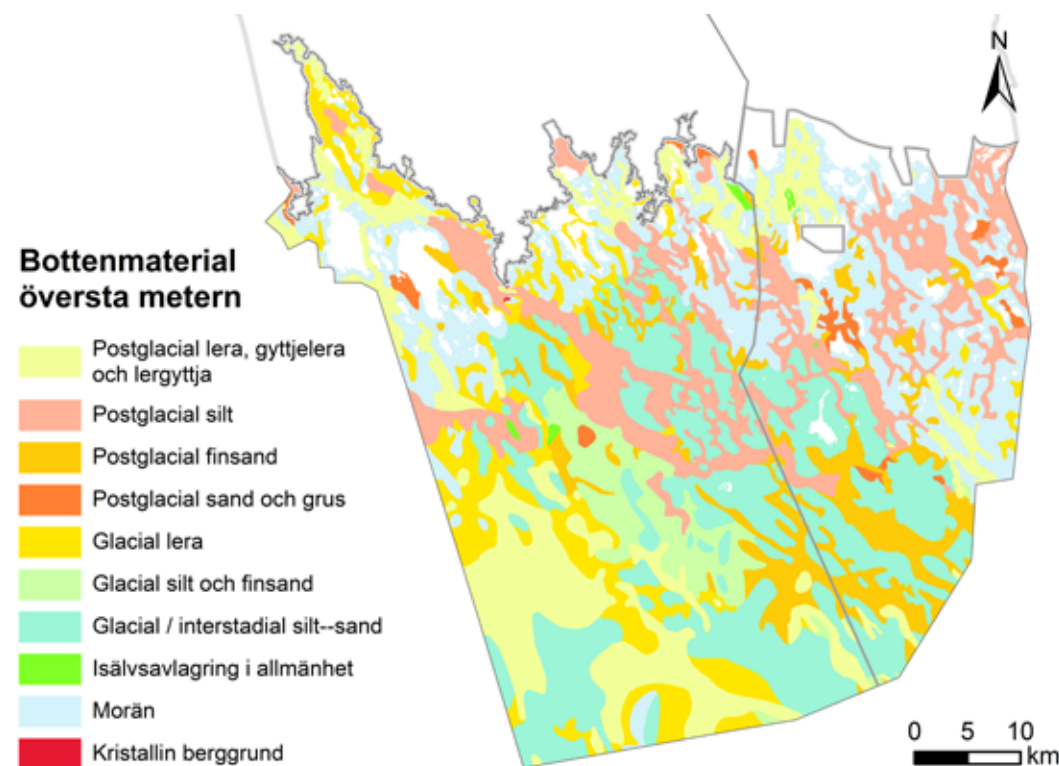 N
Bottenmaterial
översta metern
Postglacial lera, gyttjelera
och lergyttja
Postglacial silt
Postglacial finsand
Postglacial sand och grus
Glacial lera
Glacial silt och finsand
Glacial / interstadial silt--sand
Isälvsavlagring i allmänhet
Morän
Kristallin berggrund
0 5 10
km